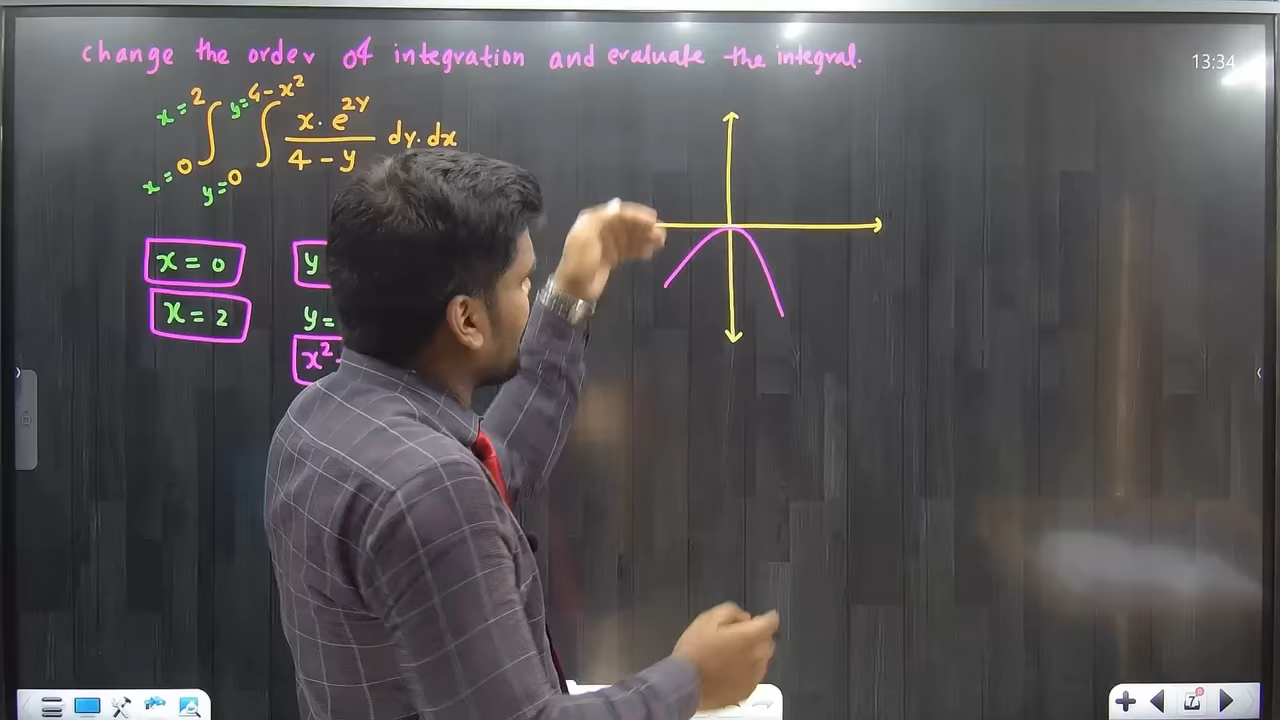 change the order of integration and evaluate the integral.
13:34
x=0 ∫ x=2 y=0 ∫ y=4-x² x·e^2y / 4-y dy·dx
x=0 y
x=2 y=
x²